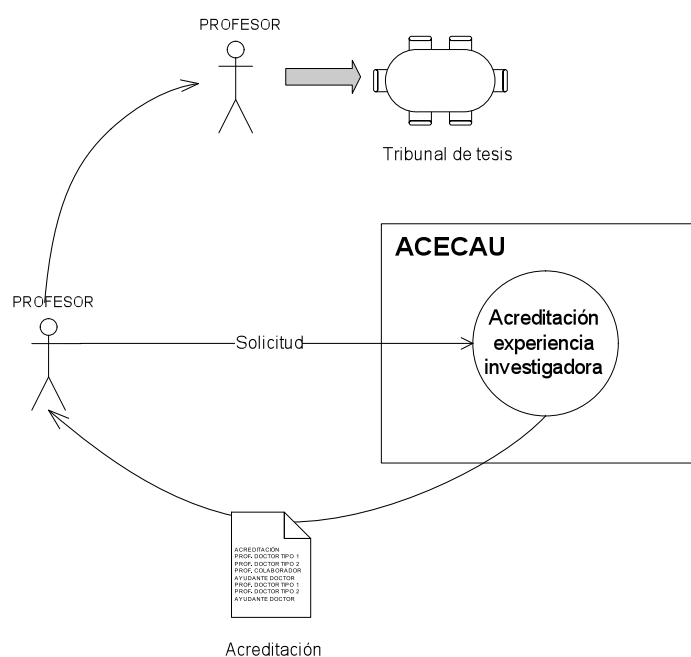 PROFESOR
Tribunal de tesis
ACECAU
PROFESOR
Solicitud
Acreditación
experiencia
investigadora
ACREDITACIÓN
PROF. DOCTOR TIPO 1
PROF. DOCTOR TIPO 2
PROF, COLABORADOR
AYUDANTE DOCTOR
PROF. DOCTOR TIPO 1
PROF. DOCTOR TIPO 2
AYUDANTE DOCTOR
Acreditación